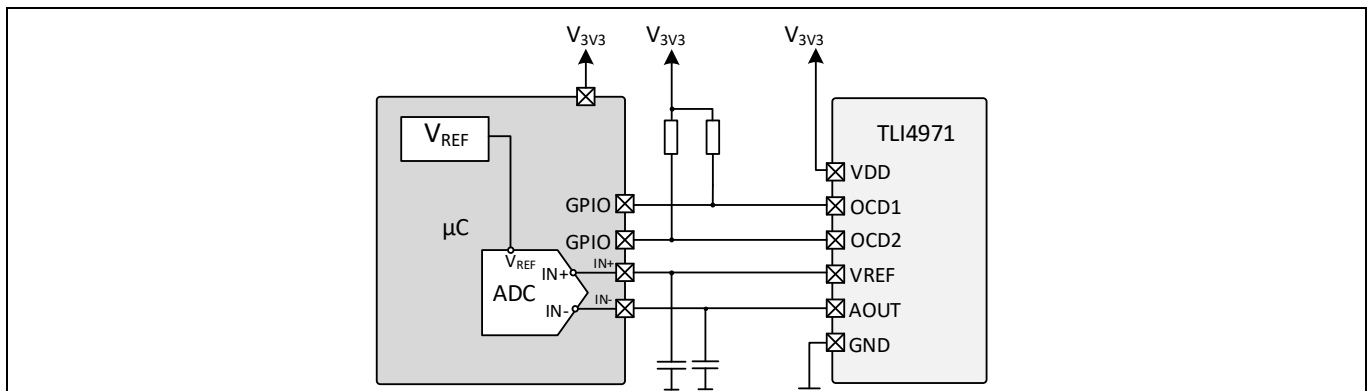 V3V3 V3V3 V3V3
VREF
TLI4971
VDD
GPIO OCD1
µC
GPIO OCD2
VREF IN+ IN+ VREF
ADC
IN- IN- AOUT
GND